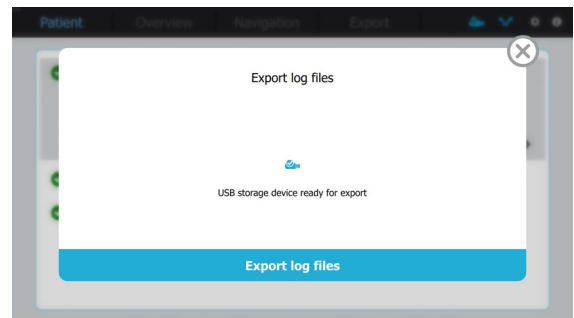 Patient Overview Navigation Export
Export log files
USB storage device ready for export
Export log files